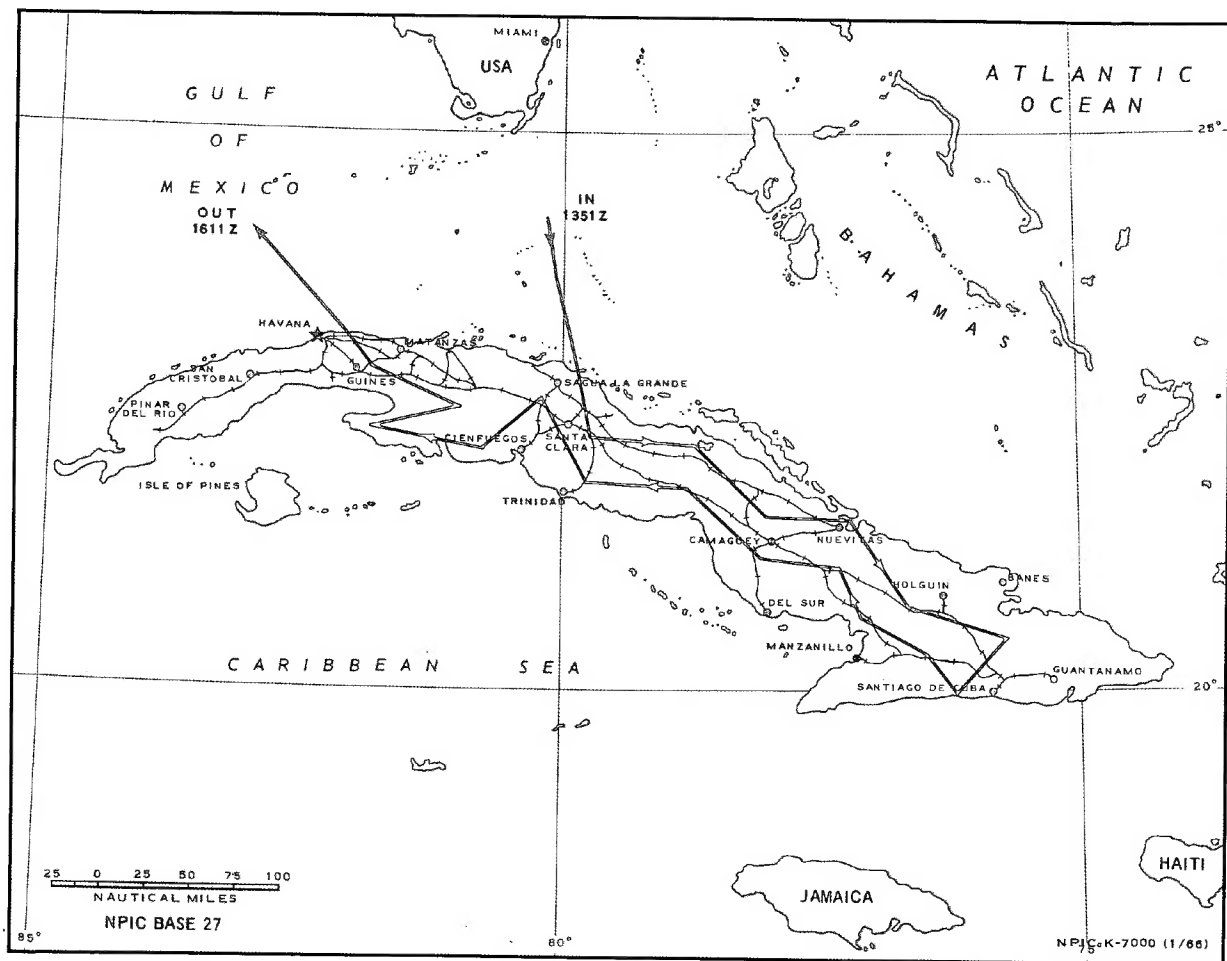 MIAMI
USA
ATLANTIC
OCEAN
GULF
OF
MEXICO
25°
OUT
1611 Z
IN
1351 Z
BAHAMAS
HAVANA
MATANZAS
SAN
CRISTOBAL
GUINES
SAGUA LA GRANDE
PINAR
DEL RIO
CIENFUEGOS
SANTA
CLARA
ISLE OF PINES
TRINIDAD
CAMAGUEY
NUEVITAS
HOLGUIN
BANES
DEL SUR
MANZANILLO
CARIBBEAN SEA
GUANTANAMO
SANTIAGO DE CUBA
20°
HAITI
JAMAICA
25 0 25 50 75 100
NAUTICAL MILES
NPIC BASE 27
85°
80°
75°
NPIC K-7000 (1/66)